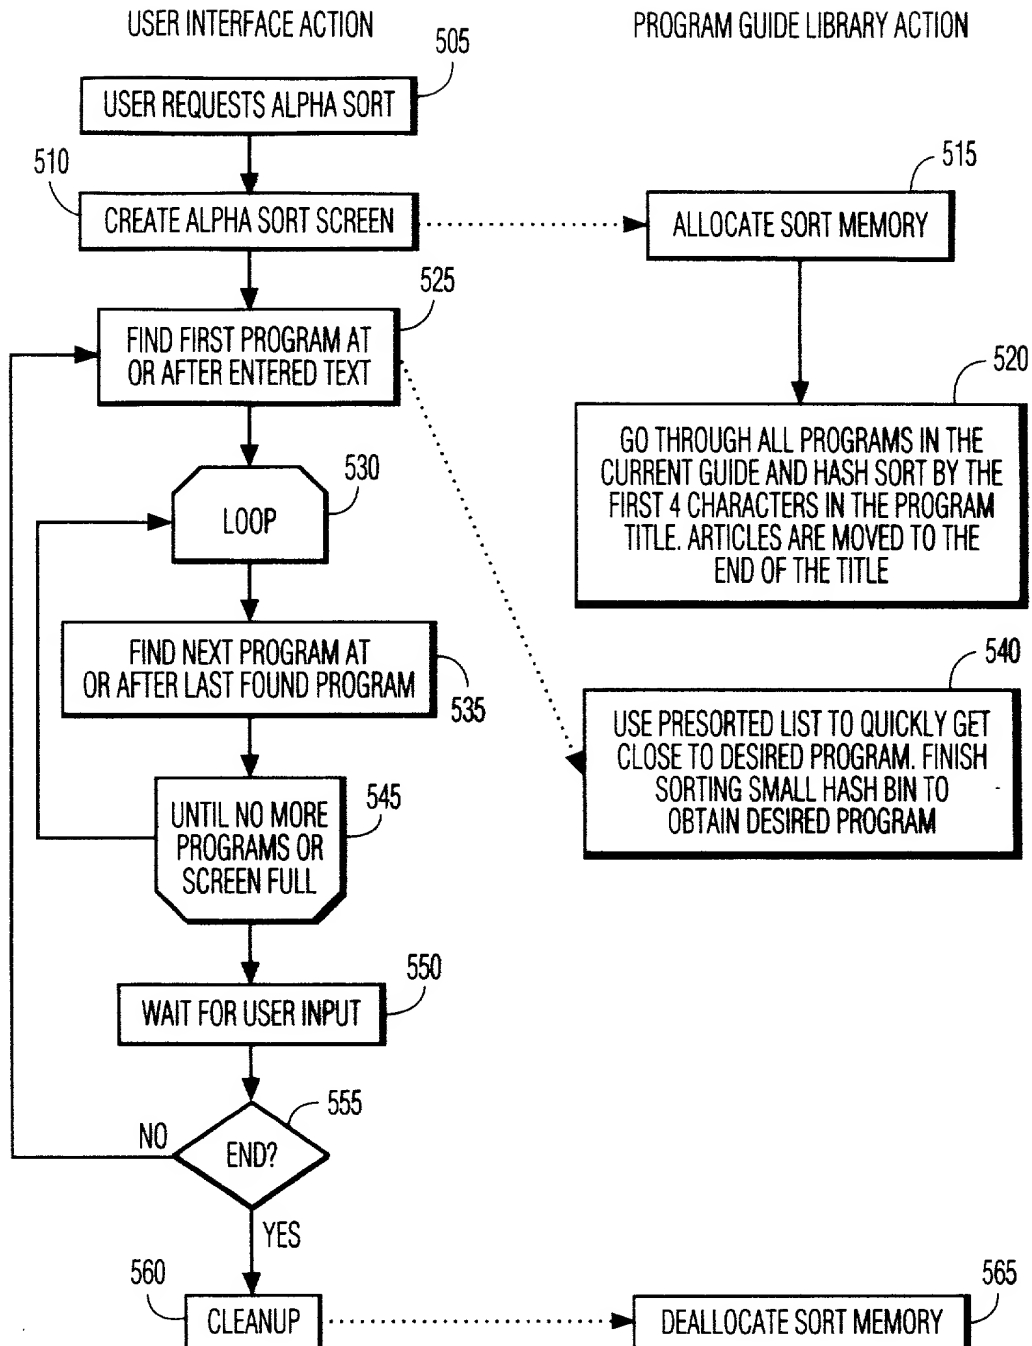 USER INTERFACE ACTION
PROGRAM GUIDE LIBRARY ACTION
505
USER REQUESTS ALPHA SORT
510
CREATE ALPHA SORT SCREEN
515
ALLOCATE SORT MEMORY
525
FIND FIRST PROGRAM AT
OR AFTER ENTERED TEXT
520
GO THROUGH ALL PROGRAMS IN THE
CURRENT GUIDE AND HASH SORT BY THE
FIRST 4 CHARACTERS IN THE PROGRAM
TITLE. ARTICLES ARE MOVED TO THE
END OF THE TITLE
530
LOOP
FIND NEXT PROGRAM AT
OR AFTER LAST FOUND PROGRAM
535
540
USE PRESORTED LIST TO QUICKLY GET
CLOSE TO DESIRED PROGRAM. FINISH
SORTING SMALL HASH BIN TO
OBTAIN DESIRED PROGRAM
545
UNTIL NO MORE
PROGRAMS OR
SCREEN FULL
550
WAIT FOR USER INPUT
555
END?
NO
YES
560
CLEANUP
565
DEALLOCATE SORT MEMORY